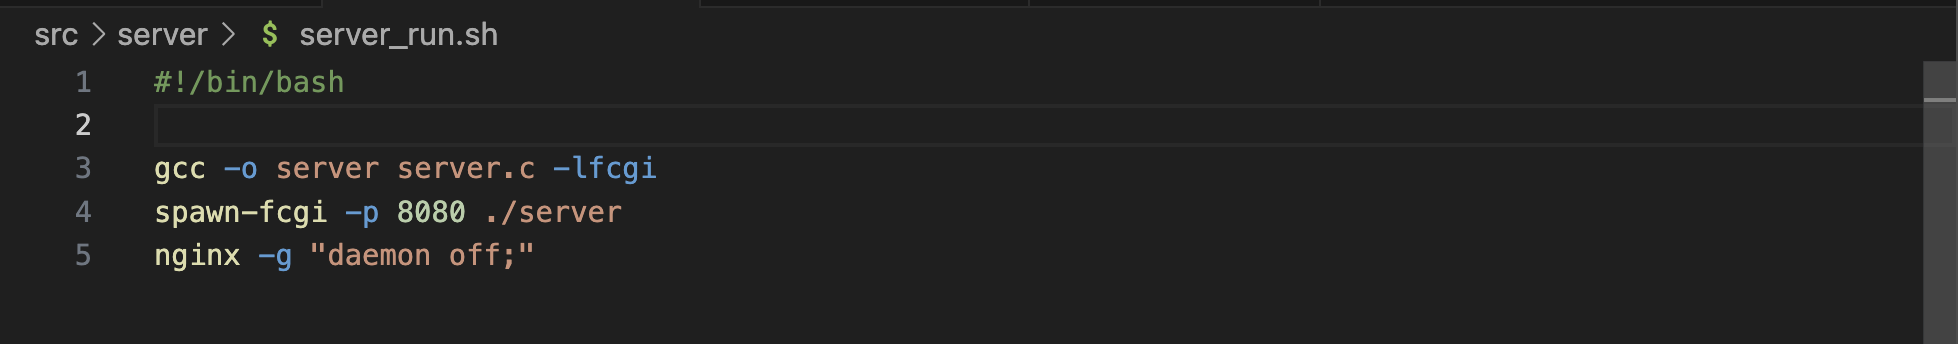 src > server > $ server_run.sh
1 #!/bin/bash
2
3 gcc -o server server.c -lfcgi
4 spawn-fcgi -p 8080 ./server
5 nginx -g "daemon off;"